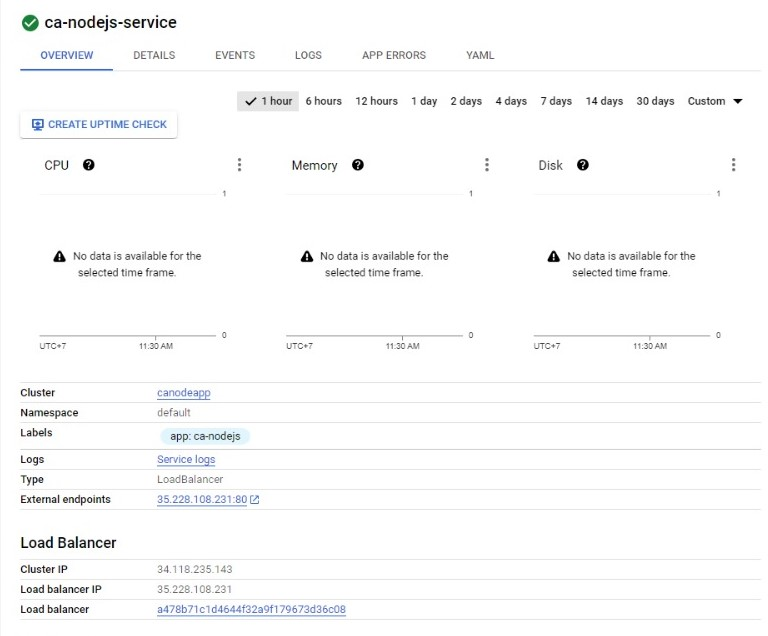 ca-nodejs-service
OVERVIEW DETAILS EVENTS LOGS APP ERRORS YAML
1 hour 6 hours 12 hours 1 day 2 days 4 days 7 days 14 days 30 days Custom
CREATE UPTIME CHECK
CPU
1
No data is available for the
selected time frame.
0
UTC+7 11:30 AM
Memory
1
No data is available for the
selected time frame.
0
UTC+7 11:30 AM
Disk
1
No data is available for the
selected time frame.
0
UTC+7 11:30 AM
Cluster canodeapp
Namespace default
Labels app: ca-nodejs
Logs Service logs
Type LoadBalancer
External endpoints 35.228.108.231:80
Load Balancer
Cluster IP 34.118.235.143
Load balancer IP 35.228.108.231
Load balancer a478b71c1d4644f32a9f179673d36c08